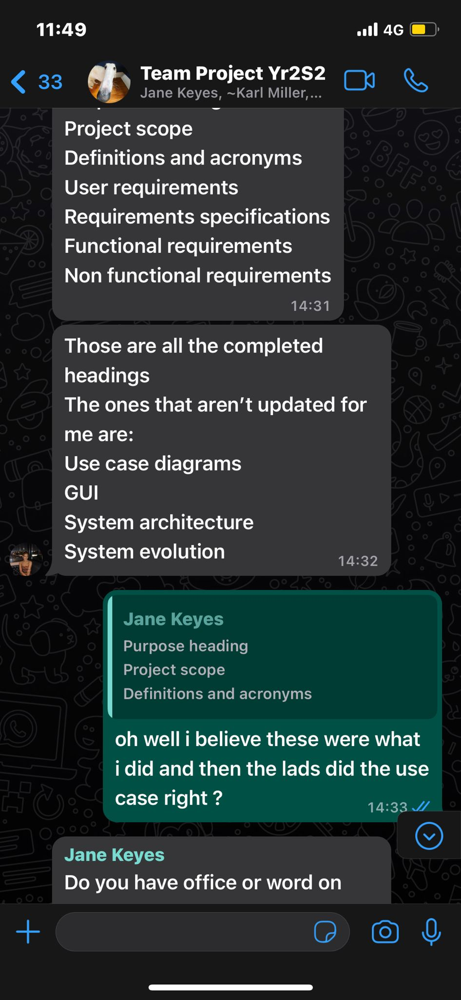 11:49
4G
33
Team Project Yr2S2
Jane Keyes, ~Karl Miller,...
Project scope
Definitions and acronyms
User requirements
Requirements specifications
Functional requirements
Non functional requirements
14:31
Those are all the completed
headings
The ones that aren’t updated for
me are:
Use case diagrams
GUI
System architecture
System evolution
14:32
Jane Keyes
Purpose heading
Project scope
Definitions and acronyms
oh well i believe these were what
i did and then the lads did the use
case right ?
14:33
Jane Keyes
Do you have office or word on